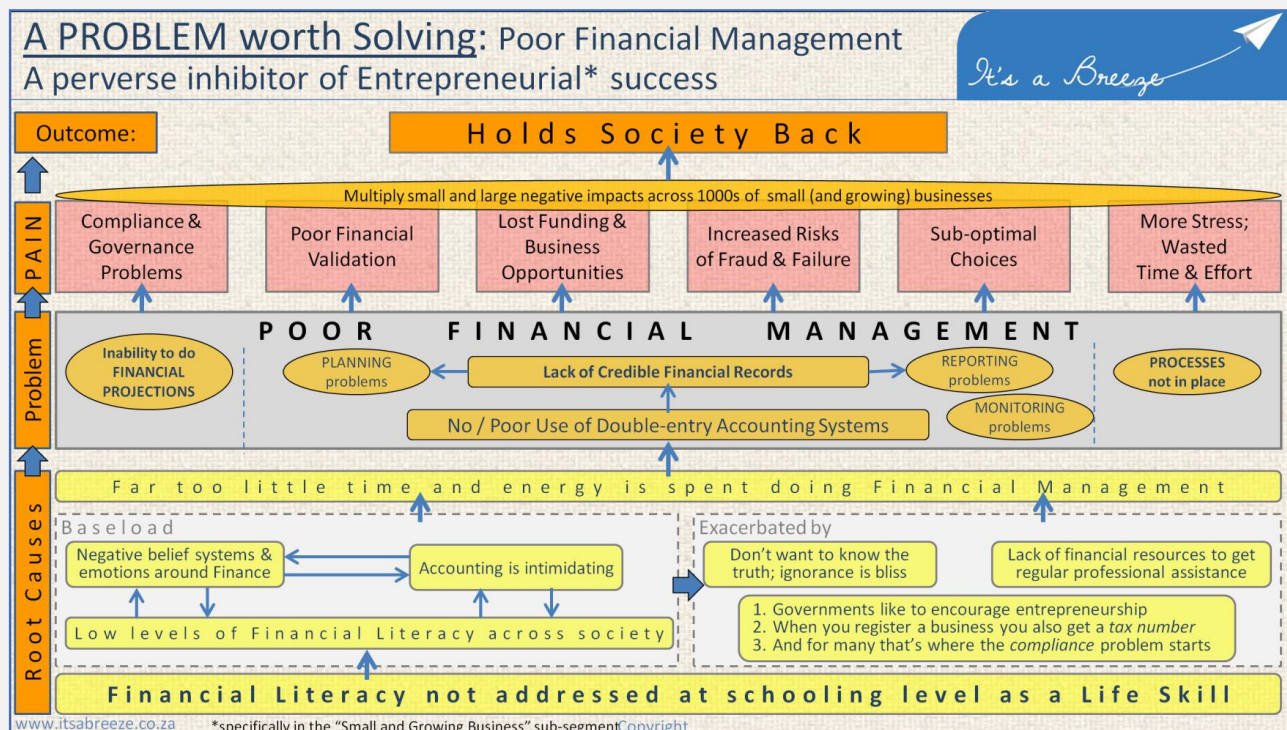 A PROBLEM worth Solving: Poor Financial Management
A perverse inhibitor of Entrepreneurial* success
It's a Breeze
Outcome:
Holds Society Back
Multiply small and large negative impacts across 1000s of small (and growing) businesses
PAIN
Compliance &
Governance
Problems
Poor Financial
Validation
Lost Funding &
Business
Opportunities
Increased Risks
of Fraud & Failure
Sub-optimal
Choices
More Stress;
Wasted
Time & Effort
Problem
POOR FINANCIAL MANAGEMENT
Inability to do
FINANCIAL
PROJECTIONS
PLANNING
problems
Lack of Credible Financial Records
REPORTING
problems
PROCESSES
not in place
MONITORING
problems
No / Poor Use of Double-entry Accounting Systems
Root Causes
Far too little time and energy is spent doing Financial Management
Baseload
Negative belief systems &
emotions around Finance
Accounting is intimidating
Low levels of Financial Literacy across society
Exacerbated by
Don't want to know the
truth; ignorance is bliss
Lack of financial resources to get
regular professional assistance
1. Governments like to encourage entrepreneurship
2. When you register a business you also get a tax number
3. And for many that's where the compliance problem starts
Financial Literacy not addressed at schooling level as a Life Skill
www.itsabreeze.co.za
*specifically in the "Small and Growing Business" sub-segment
Copyright